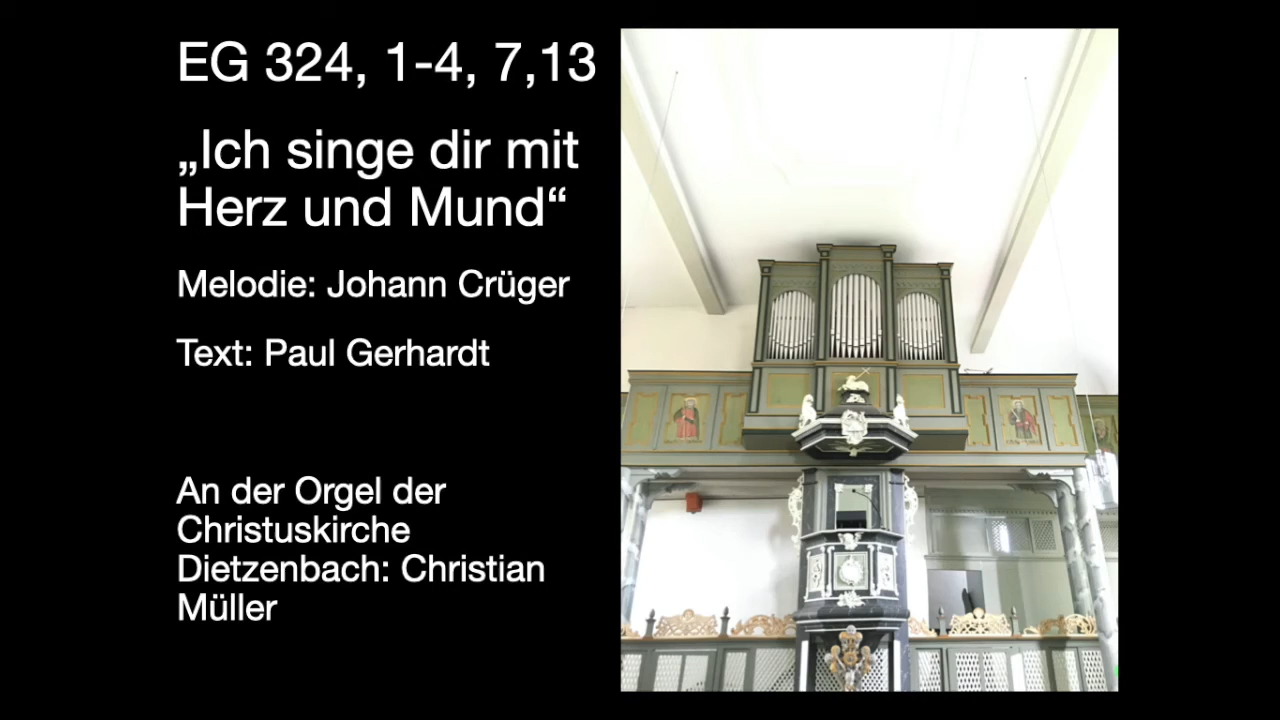 EG 324, 1-4, 7,13
„Ich singe dir mit
Herz und Mund“
Melodie: Johann Crüger
Text: Paul Gerhardt
An der Orgel der
Christuskirche
Dietzenbach: Christian
Müller